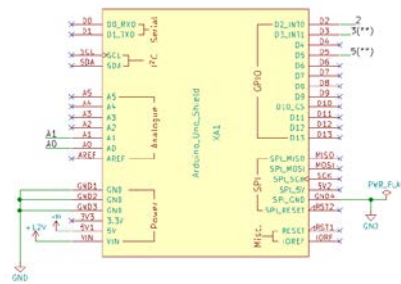 D0 D0_RXD
D1 D1_TXD
Serial
SCL SCL
SDA SDA
I²C
A5 A5
A4 A4
A3 A3
A2 A2
A1 A1 A1
A0 A0 A0
AREF AREF
Analogue
GND1 GND
GND2 GND
GND3 GND
3V3 3.3V
5V1 5V
+12V VIN VIN
Power
GND
Arduino_Uno_Shield
XA1
D2_INT0 D2 2
D3_INT1 D3 3(**)
D4 D4
D5 D5 5(**)
D6 D6
D7 D7
D8 D8
D9 D9
D10_CS D10
D11 D11
D12 D12
D13 D13
GPIO
SPI_MISO MISO
SPI_MOSI MOSI
SPI_SCK SCK
SPI_5V 5V2
SPI_GND GND4
SPI_RESET RST2
SPI
RESET RST1
IOREF IORF
Misc.
GND